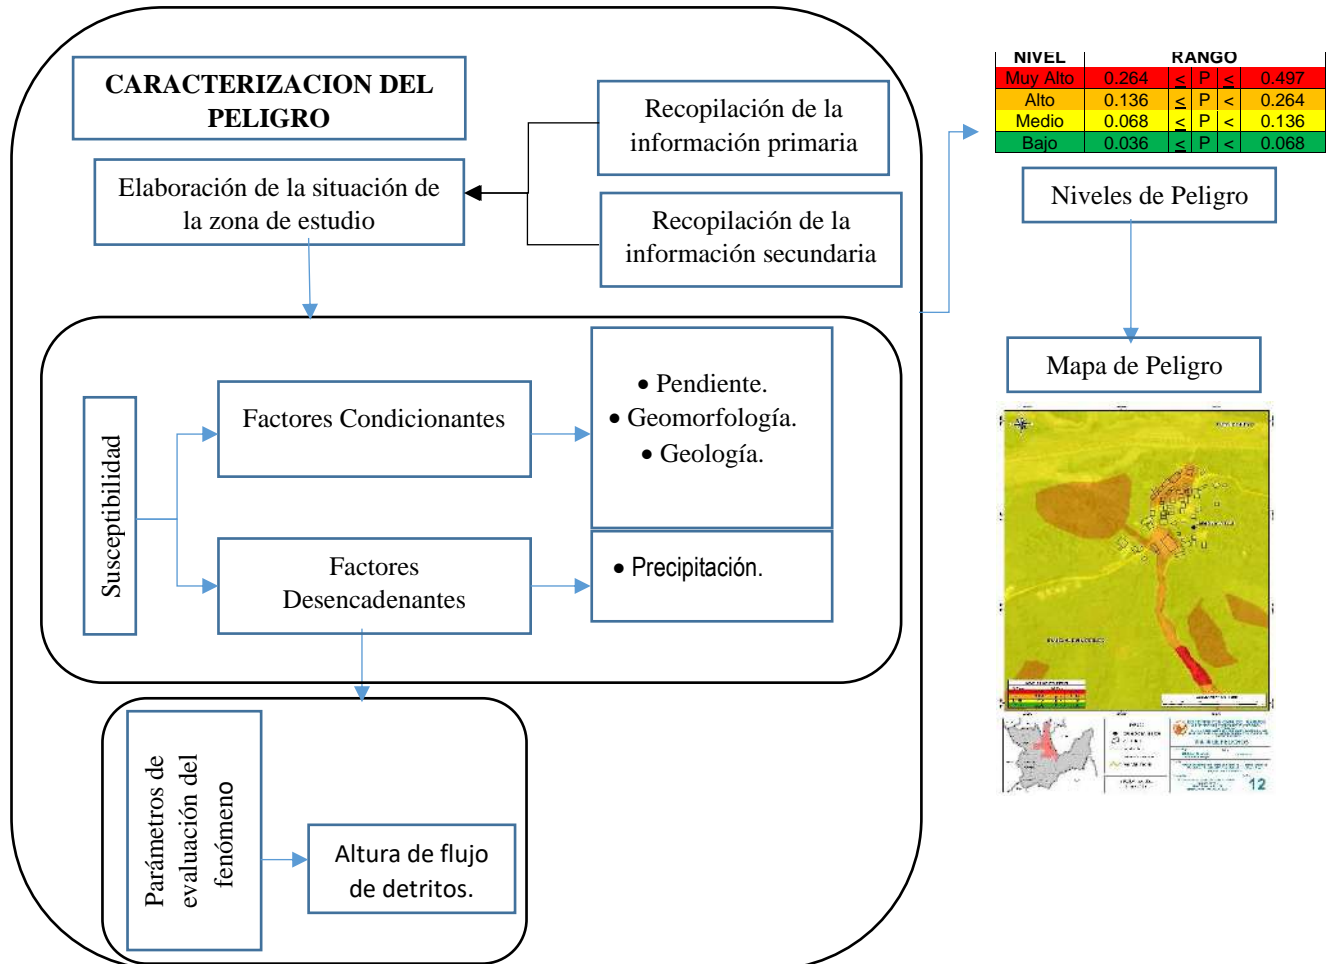 CARACTERIZACION DEL
PELIGRO
Recopilación de la
información primaria
Elaboración de la situación de
la zona de estudio
Recopilación de la
información secundaria
Susceptibilidad
Factores Condicionantes
• Pendiente.
• Geomorfología.
• Geología.
Factores
Desencadenantes
• Precipitación.
Parámetros de
evaluación del
fenómeno
Altura de flujo
de detritos.
NIVEL RANGO
Muy Alto 0.264 ≤ P ≤ 0.497
Alto 0.136 ≤ P < 0.264
Medio 0.068 ≤ P < 0.136
Bajo 0.036 ≤ P < 0.068
Niveles de Peligro
Mapa de Peligro
12